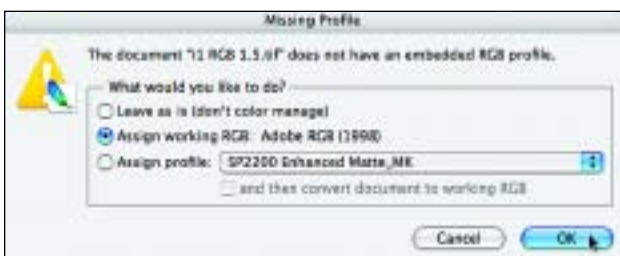 Missing Profile
The document "i1 RGB 1.5.tif" does not have an embedded RGB profile.
What would you like to do?
Leave as is (don't color manage)
Assign working RGB: Adobe RGB (1998)
Assign profile: SP2200 Enhanced Matte_MK
and then convert document to working RGB
Cancel OK